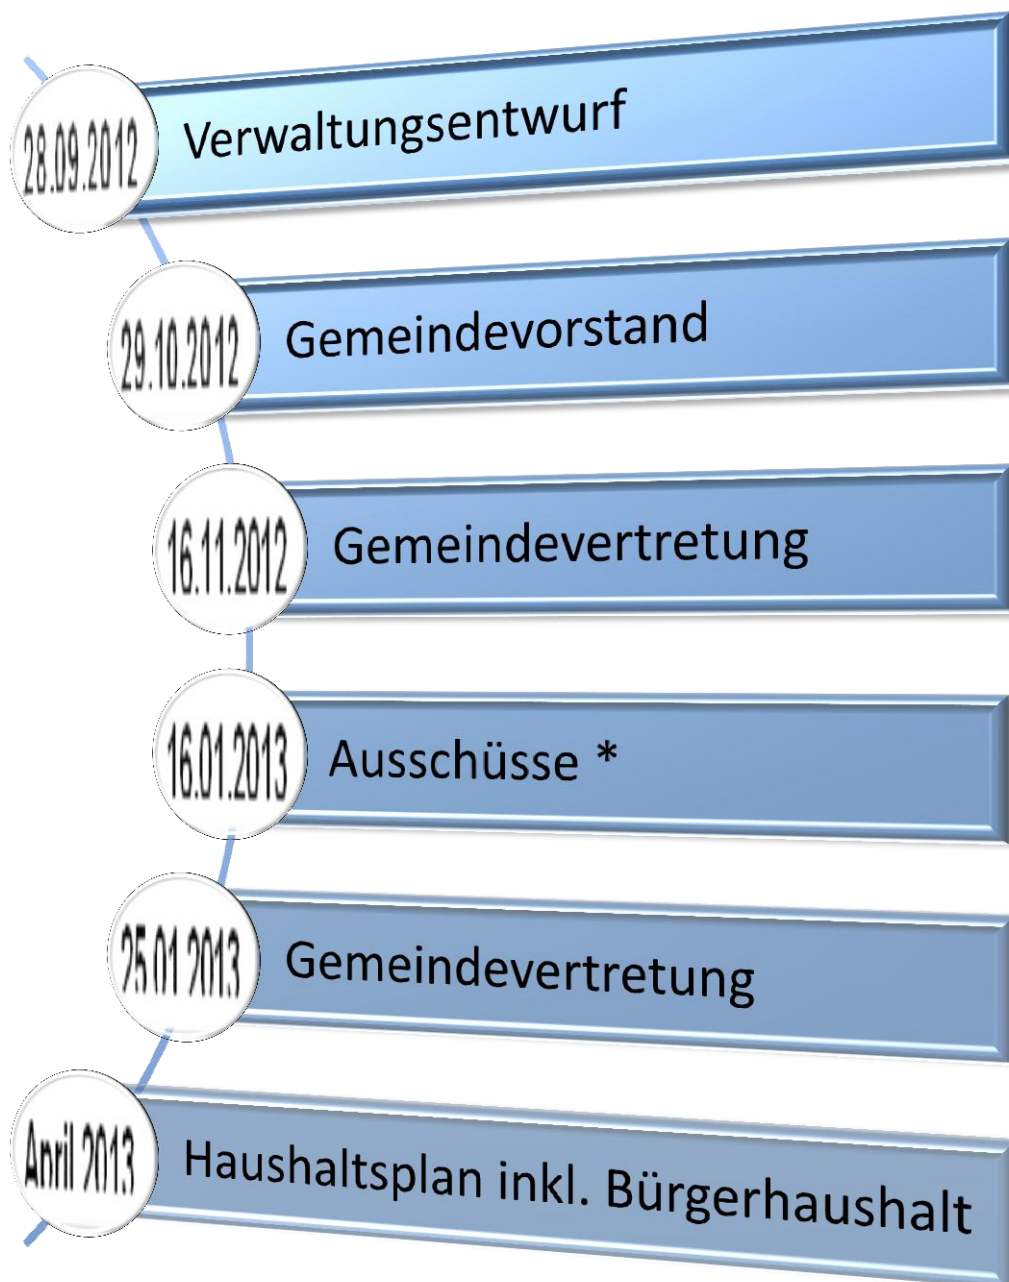 28.09.2012 Verwaltungsentwurf
29.10.2012 Gemeindevorstand
16.11.2012 Gemeindevertretung
16.01.2013 Ausschüsse *
25.01.2013 Gemeindevertretung
April 2013 Haushaltsplan inkl. Bürgerhaushalt